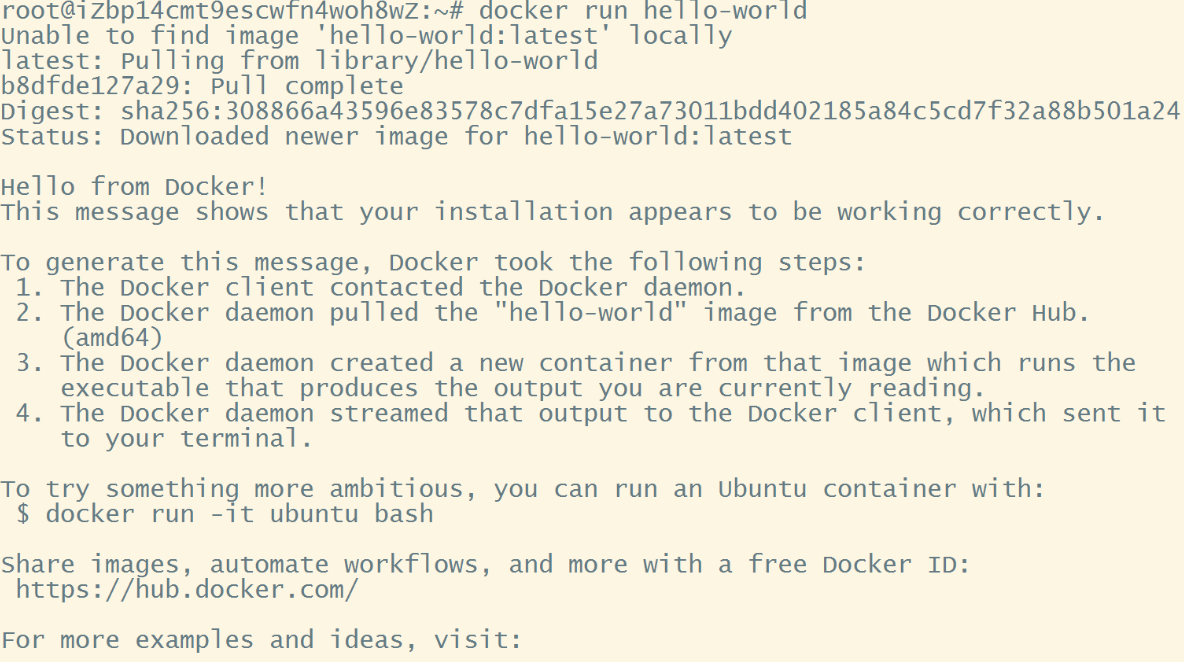 root@iZbp14cmt9escwfn4woh8wZ:~# docker run hello-world
Unable to find image 'hello-world:latest' locally
latest: Pulling from library/hello-world
b8dfde127a29: Pull complete
Digest: sha256:308866a43596e83578c7dfa15e27a73011bdd402185a84c5cd7f32a88b501a24
Status: Downloaded newer image for hello-world:latest

Hello from Docker!
This message shows that your installation appears to be working correctly.

To generate this message, Docker took the following steps:
 1. The Docker client contacted the Docker daemon.
 2. The Docker daemon pulled the "hello-world" image from the Docker Hub.
    (amd64)
 3. The Docker daemon created a new container from that image which runs the
    executable that produces the output you are currently reading.
 4. The Docker daemon streamed that output to the Docker client, which sent it
    to your terminal.

To try something more ambitious, you can run an Ubuntu container with:
 $ docker run -it ubuntu bash

Share images, automate workflows, and more with a free Docker ID:
 https://hub.docker.com/

For more examples and ideas, visit: